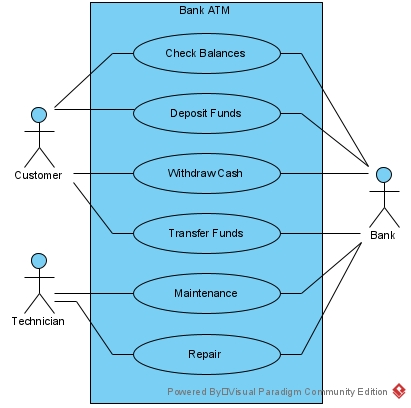 Bank ATM
Check Balances
Deposit Funds
Withdraw Cash
Customer
Bank
Transfer Funds
Maintenance
Technician
Repair
Powered By Visual Paradigm Community Edition